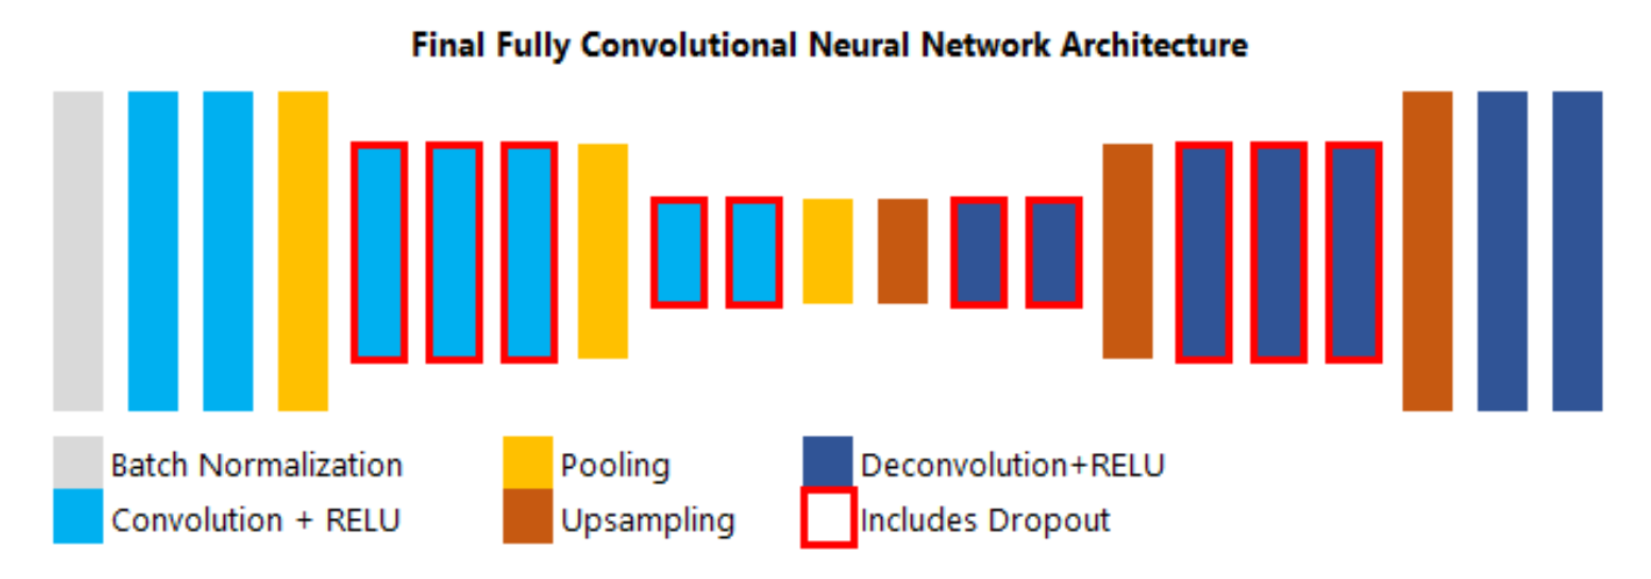 Final Fully Convolutional Neural Network Architecture
Batch Normalization
Pooling
Deconvolution+RELU
Convolution + RELU
Upsampling
Includes Dropout